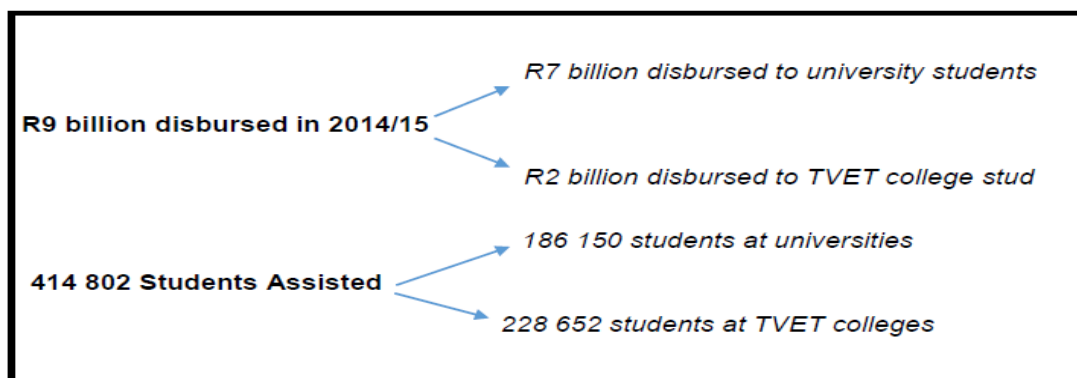 R7 billion disbursed to university students
R9 billion disbursed in 2014/15
R2 billion disbursed to TVET college stud
186 150 students at universities
414 802 Students Assisted
228 652 students at TVET colleges